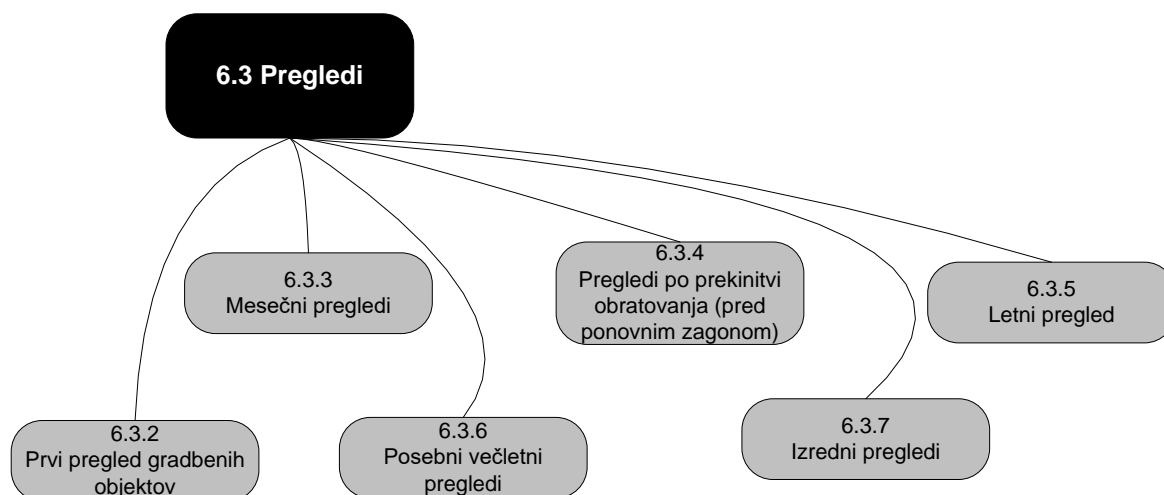 6.3 Pregledi
6.3.3
Mesečni pregledi
6.3.4
Pregledi po prekinitvi
obratovanja (pred
ponovnim zagonom)
6.3.5
Letni pregled
6.3.2
Prvi pregled gradbenih
objektov
6.3.6
Posebni večletni
pregledi
6.3.7
Izredni pregledi